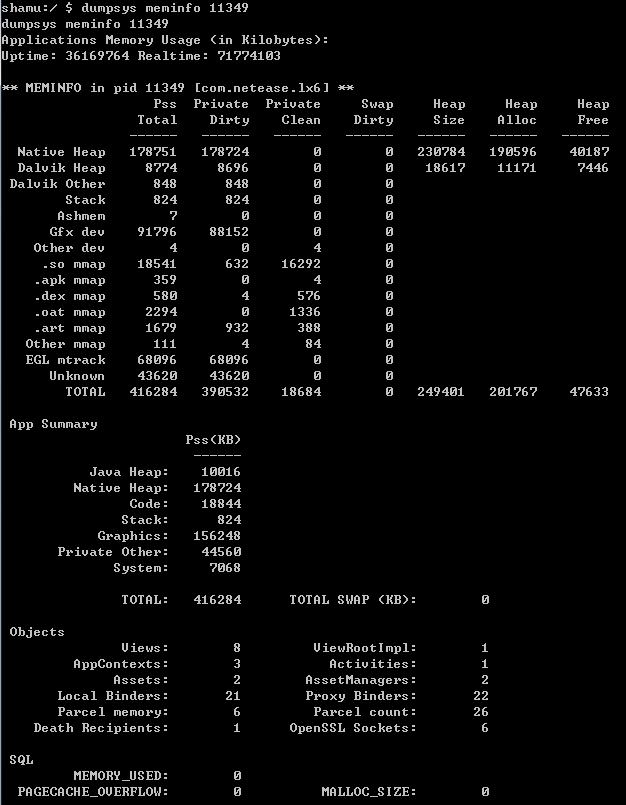 shamu:/ $ dumpsys meminfo 11349
dumpsys meminfo 11349
Applications Memory Usage (in Kilobytes):
Uptime: 36169764 Realtime: 71774103
** MEMINFO in pid 11349 [com.netease.lx6] **
Pss Private Private Swap Heap Heap Heap
Total Dirty Clean Dirty Size Alloc Free
------ ------ ------ ------ ------ ------ ------
Native Heap 178751 178724 0 0 230784 190596 40187
Dalvik Heap 8774 8696 0 0 18617 11171 7446
Dalvik Other 848 848 0 0
Stack 824 824 0 0
Ashmem 7 0 0 0
Gfx dev 91796 88152 0 0
Other dev 4 0 4 0
.so mmap 18541 632 16292 0
.apk mmap 359 0 4 0
.dex mmap 580 4 576 0
.oat mmap 2294 0 1336 0
.art mmap 1679 932 388 0
Other mmap 111 4 84 0
EGL mtrack 68096 68096 0 0
Unknown 43620 43620 0 0
TOTAL 416284 390532 18684 0 249401 201767 47633
App Summary
Pss(KB)
------
Java Heap: 10016
Native Heap: 178724
Code: 18844
Stack: 824
Graphics: 156248
Private Other: 44560
System: 7068
TOTAL: 416284 TOTAL SWAP (KB): 0
Objects
Views: 8 ViewRootImpl: 1
AppContexts: 3 Activities: 1
Assets: 2 AssetManagers: 2
Local Binders: 21 Proxy Binders: 22
Parcel memory: 6 Parcel count: 26
Death Recipients: 1 OpenSSL Sockets: 6
SQL
MEMORY_USED: 0
PAGECACHE_OVERFLOW: 0 MALLOC_SIZE: 0